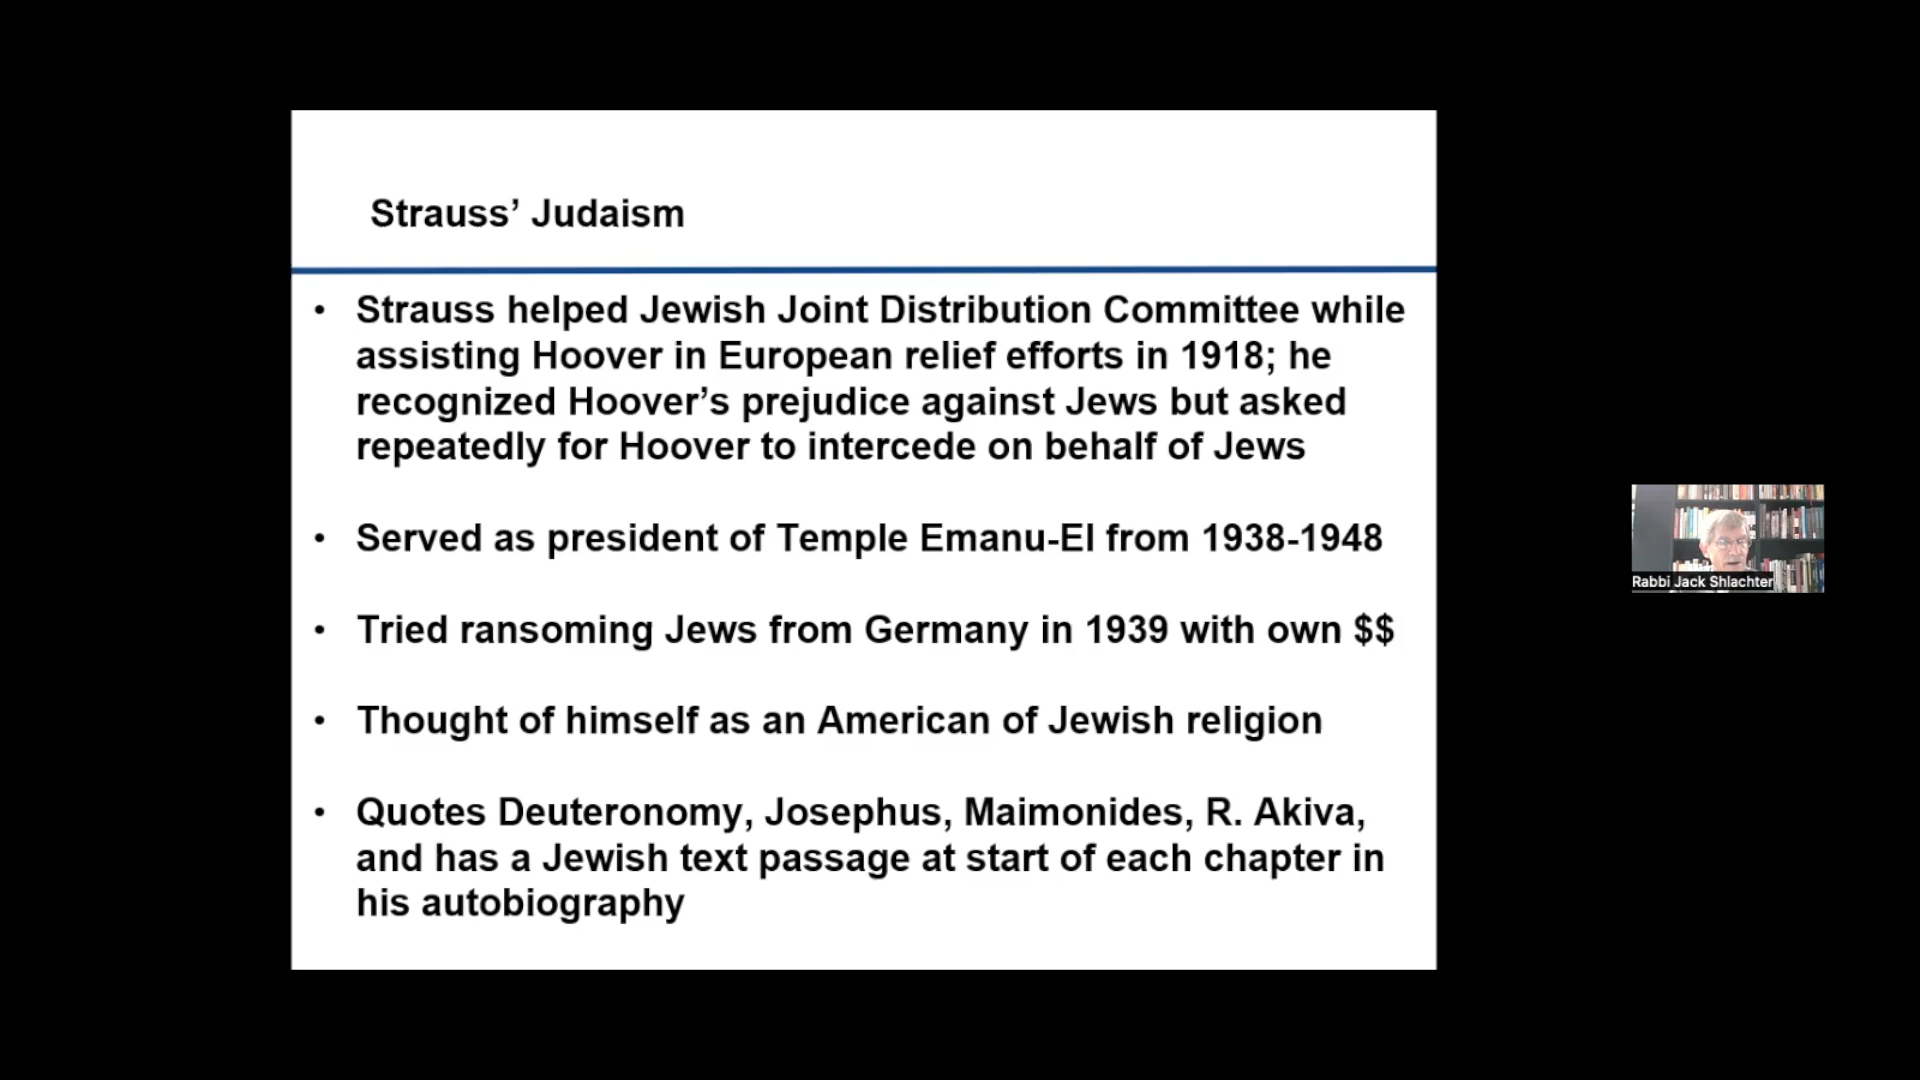 Strauss’ Judaism
• Strauss helped Jewish Joint Distribution Committee while
assisting Hoover in European relief efforts in 1918; he
recognized Hoover’s prejudice against Jews but asked
repeatedly for Hoover to intercede on behalf of Jews
• Served as president of Temple Emanu-El from 1938-1948
• Tried ransoming Jews from Germany in 1939 with own $$
• Thought of himself as an American of Jewish religion
• Quotes Deuteronomy, Josephus, Maimonides, R. Akiva,
and has a Jewish text passage at start of each chapter in
his autobiography
Rabbi Jack Shlachter